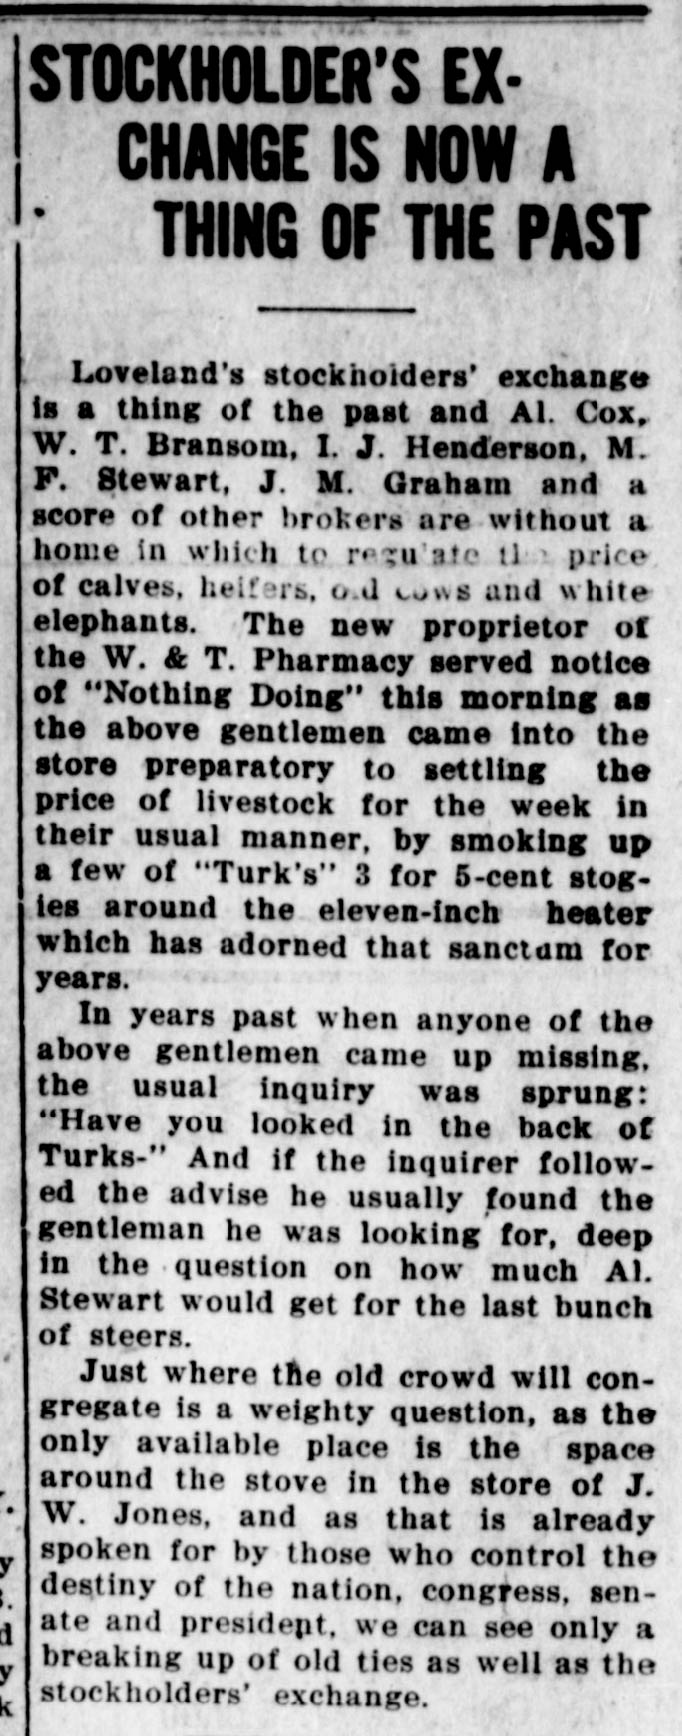 STOCKHOLDER'S EX-
CHANGE IS NOW A
THING OF THE PAST
Loveland's stockholders' exchange
is a thing of the past and Al. Cox,
W. T. Bransom, I. J. Henderson, M.
F. Stewart, J. M. Graham and a
score of other brokers are without a
home in which to regulate the price
of calves, heifers, old cows and white
elephants. The new proprietor of
the W. & T. Pharmacy served notice
of "Nothing Doing" this morning as
the above gentlemen came into the
store preparatory to settling the
price of livestock for the week in
their usual manner, by smoking up
a few of "Turk's" 3 for 5-cent stog-
ies around the eleven-inch heater
which has adorned that sanctum for
years.
In years past when anyone of the
above gentlemen came up missing,
the usual inquiry was sprung:
"Have you looked in the back of
Turks-" And if the inquirer follow-
ed the advise he usually found the
gentleman he was looking for, deep
in the question on how much Al.
Stewart would get for the last bunch
of steers.
Just where the old crowd will con-
gregate is a weighty question, as the
only available place is the space
around the stove in the store of J.
W. Jones, and as that is already
spoken for by those who control the
destiny of the nation, congress, sen-
ate and president, we can see only a
breaking up of old ties as well as the
stockholders' exchange.